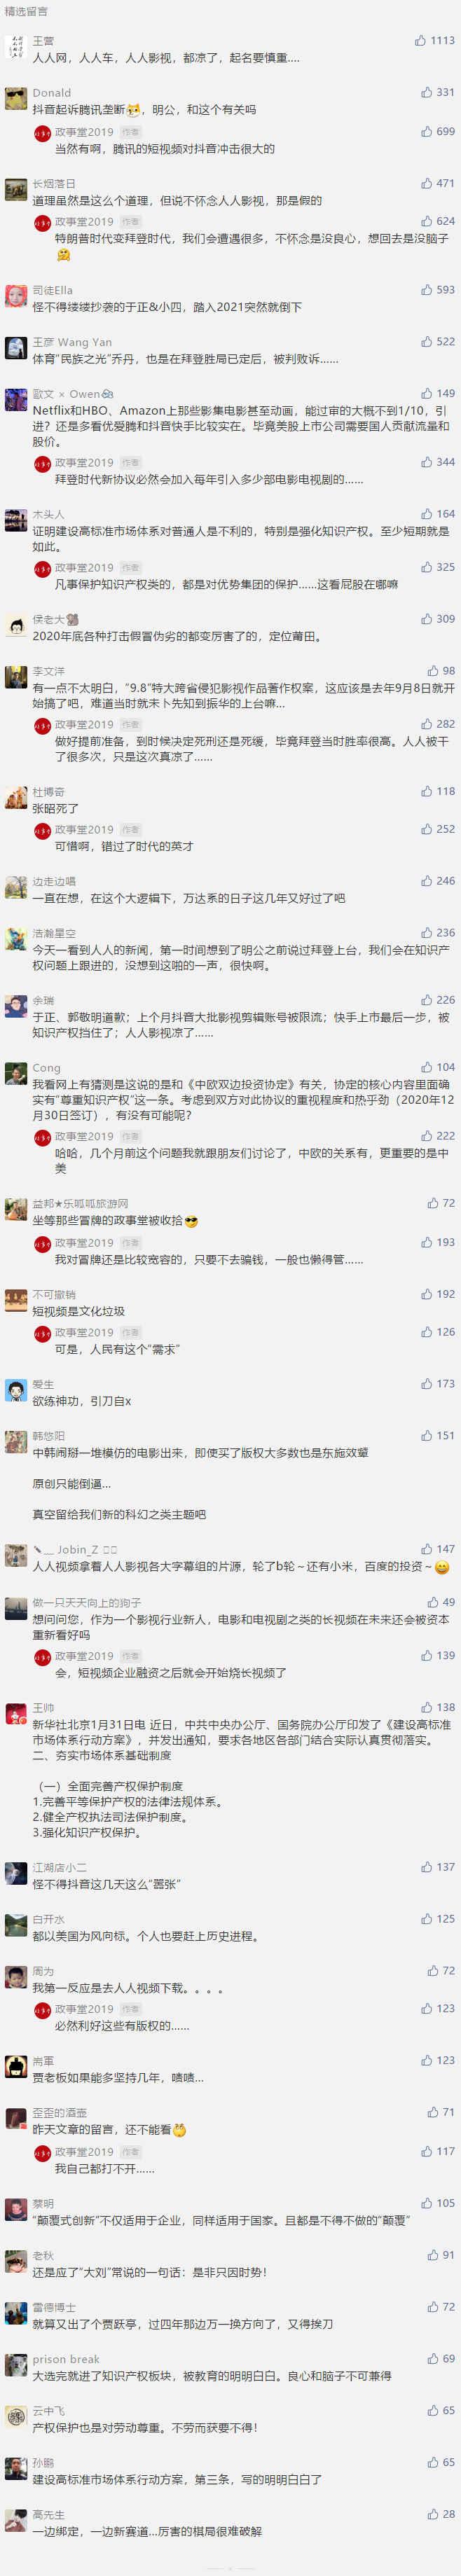 精选留言
王营
1113
人人网，人人车，人人影视，都凉了，起名要慎重....
Donald
331
抖音起诉腾讯垄断，明公，和这个有关吗
政事堂2019 作者
699
当然有啊，腾讯的短视频对抖音冲击很大的
长烟落日
471
道理虽然是这么个道理，但说不怀念人人影视，那是假的
政事堂2019 作者
624
特朗普时代变拜登时代，我们会遭遇很多，不怀念是没良心，想回去是没脑子
司徒Ella
593
怪不得缕缕抄袭的于正&小四，踏入2021突然就倒下
王彦 Wang Yan
522
体育“民族之光”乔丹，也是在拜登胜局已定后，被判败诉……
歐文 × Owen
149
Netflix和HBO、Amazon上那些影集电影甚至动画，能过审的大概不到1/10，引
进？还是多看优爱腾和抖音快手比较实在。毕竟美股上市公司需要国人贡献流量和
股价。
政事堂2019 作者
344
拜登时代新协议必然会加入每年引入多少部电影电视剧的……
木头人
164
证明建设高标准市场体系对普通人是不利的，特别是强化知识产权。至少短期就是
如此。
政事堂2019 作者
325
凡事保护知识产权类的，都是对优势集团的保护……这看屁股在哪嘛
侯老大
309
2020年底各种打击假冒伪劣的都变厉害了的，定位莆田。
李文洋
98
有一点不太明白，“9.8”特大跨省侵犯影视作品著作权案，这应该是去年9月8日就开
始搞了吧，难道当时就未卜先知到振华的上台嘛...
政事堂2019 作者
282
做好提前准备，到时候决定死刑还是死缓，毕竟拜登当时胜率很高。人人被干
了很多次，只是这次真凉了……
杜博奇
118
张昭死了
政事堂2019 作者
252
可惜啊，错过了时代的英才
边走边唱
246
一直在想，在这个大逻辑下，万达系的日子这几年又好过了吧
浩瀚星空
236
今天一看到人人的新闻，第一时间想到了明公之前说过拜登上台，我们会在知识产
权问题上跟进的，没想到这啪的一声，很快啊。
余瑞
226
于正、郭敬明道歉；上个月抖音大批影视剪辑账号被限流；快手上市最后一步，被
知识产权挡住了；人人影视凉了……
Cong
104
我看网上有猜测是这说的是和《中欧双边投资协定》有关，协定的核心内容里面确
实有“尊重知识产权”这一条。考虑到双方对此协议的重视程度和热乎劲（2020年12
月30日签订），有没有可能呢？
政事堂2019 作者
222
哈哈，几个月前这个问题我就跟朋友们讨论了，中欧的关系有，更重要的是中
美
益邦★乐呱呱旅游网
72
坐等那些冒牌的政事堂被收拾
政事堂2019 作者
193
我对冒牌还是比较宽容的，只要不去骗钱，一般也懒得管……
不可撤销
192
短视频是文化垃圾
政事堂2019 作者
126
可是，人民有这个“需求”
爱生
173
欲练神功，引刀自x
韩悠阳
151
中韩闹掰一堆模仿的电影出来，即使买了版权大多数也是东施效颦
原创只能倒逼...
真空留给我们新的科幻之类主题吧
Jobin_Z
147
人人视频拿着人人影视各大字幕组的片源，轮了b轮～还有小米，百度的投资～
做一只天天向上的狗子
49
想问问您，作为一个影视行业新人，电影和电视剧之类的长视频在未来还会被资本
重新看好吗
政事堂2019 作者
139
会，短视频企业融资之后就会开始烧长视频了
王帅
138
新华社北京1月31日电 近日，中共中央办公厅、国务院办公厅印发了《建设高标准
市场体系行动方案》，并发出通知，要求各地区各部门结合实际认真贯彻落实。
二、夯实市场体系基础制度
（一）全面完善产权保护制度
1.完善平等保护产权的法律法规体系。
2.健全产权执法司法保护制度。
3.强化知识产权保护。
江湖店小二
137
怪不得抖音这几天这么“嚣张”
白开水
125
都以美国为风向标。个人也要赶上历史进程。
周为
72
我第一反应是去人人视频下载。。。。
政事堂2019 作者
123
必然利好这些有版权的……
123
贾老板如果能多坚持几年，啧啧...
歪歪的酒壶
71
昨天文章的留言，还不能看
政事堂2019 作者
117
我自己都打不开……
蔡明
105
“颠覆式创新”不仅适用于企业，同样适用于国家。且都是不得不做的“颠覆”
老秋
91
还是应了“大刘”常说的一句话：是非只因时势！
雷德博士
72
就算又出了个贾跃亭，过四年那边万一换方向了，又得挨刀
prison break
69
大选完就进了知识产权板块，被教育的明明白白。良心和脑子不可兼得
云中飞
65
产权保护也是对劳动尊重。不劳而获要不得！
孙鹏
65
建设高标准市场体系行动方案，第三条，写的明明白白了
高先生
28
一边绑定，一边新赛道...厉害的棋局很难破解